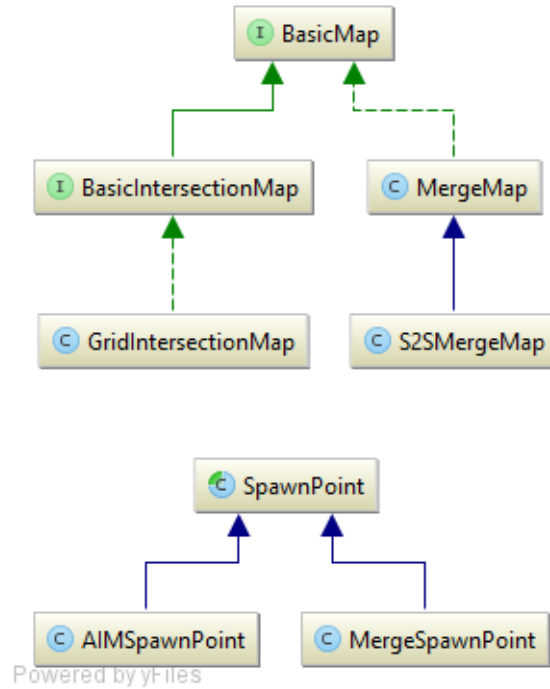 I BasicMap
I BasicIntersectionMap
C MergeMap
C GridIntersectionMap
C S2SMergeMap
C SpawnPoint
C AIMSpawnPoint
C MergeSpawnPoint
Powered by yFiles